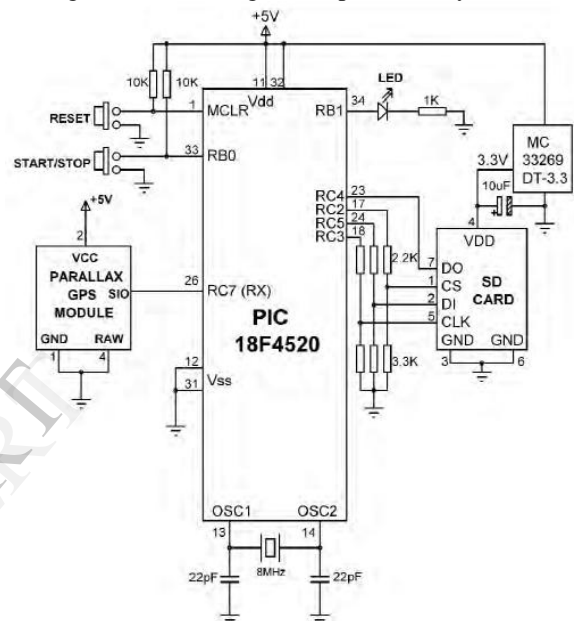 +5V
10K 10K
11 32
Vdd
LED
RESET
1
MCLR
RB1
34
1K
START/STOP
33
RB0
MC
33269
DT-3.3
3.3V
10uF
+
+5V
RC4
23
RC2
17
RC5
24
RC3
18
4
VDD
2
VCC
PARALLAX
GPS
MODULE
SIO
GND
RAW
1
4
26
RC7 (RX)
PIC
18F4520
2.2K
7
DO
1
CS
2
DI
5
CLK
SD
CARD
GND
GND
3
6
3.3K
12
Vss
31
OSC1
OSC2
13
14
22pF
8MHz
22pF